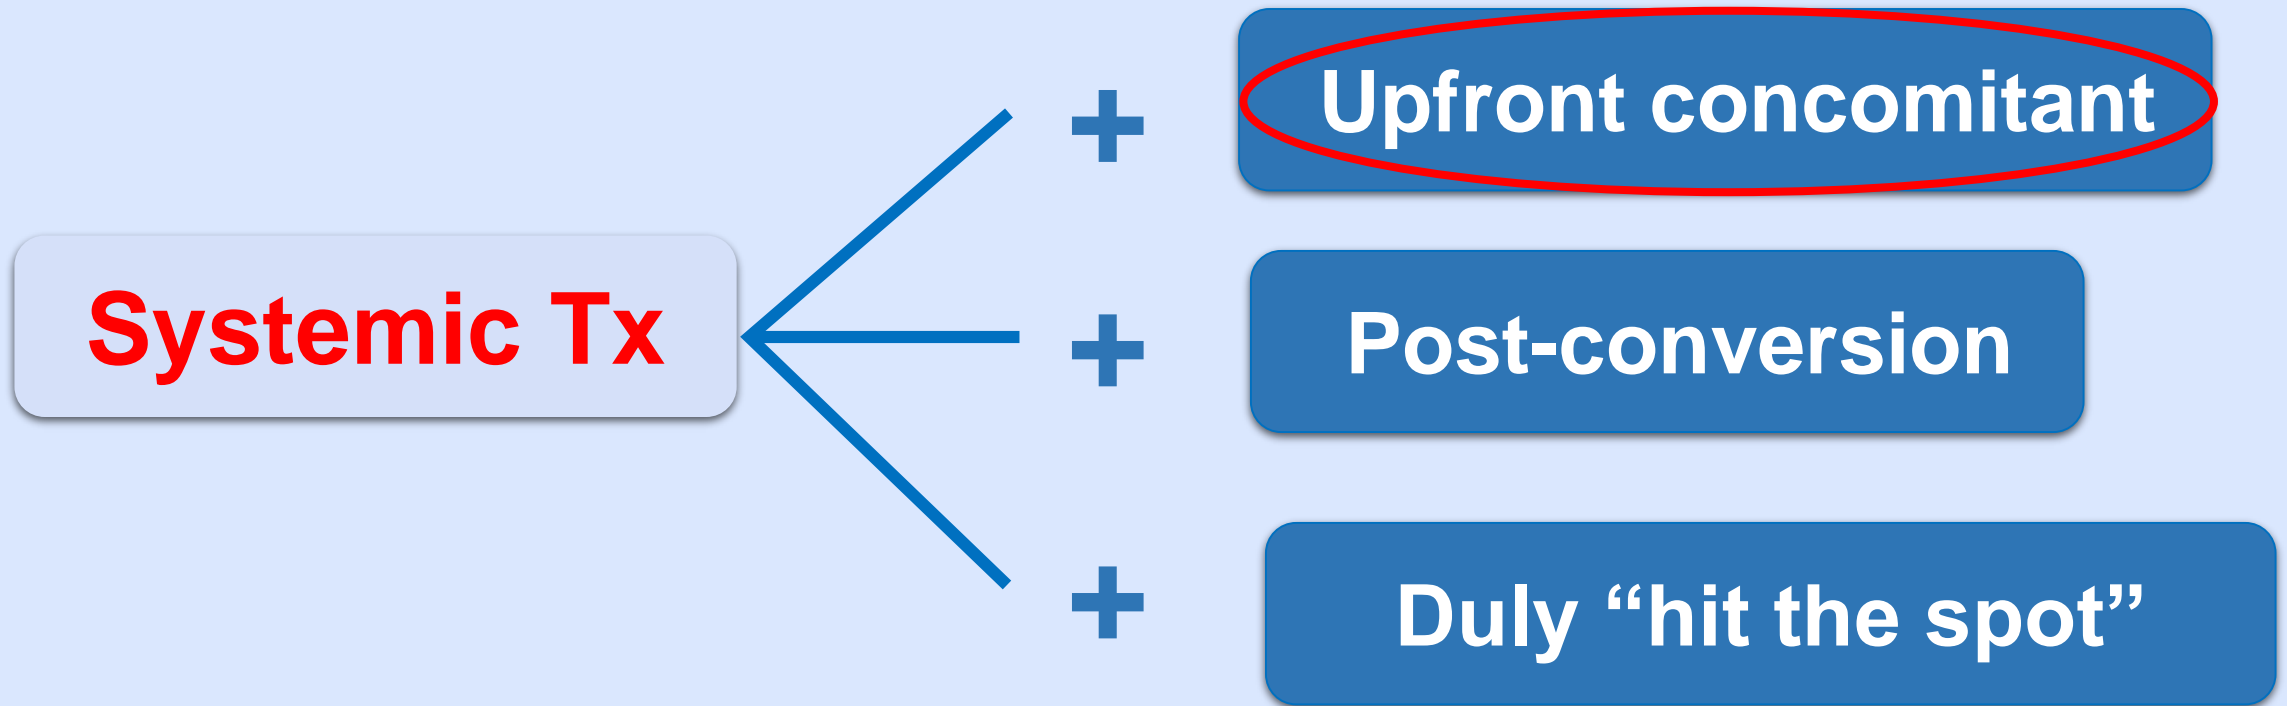 + Upfront concomitant
Systemic Tx + Post-conversion
+ Duly “hit the spot”